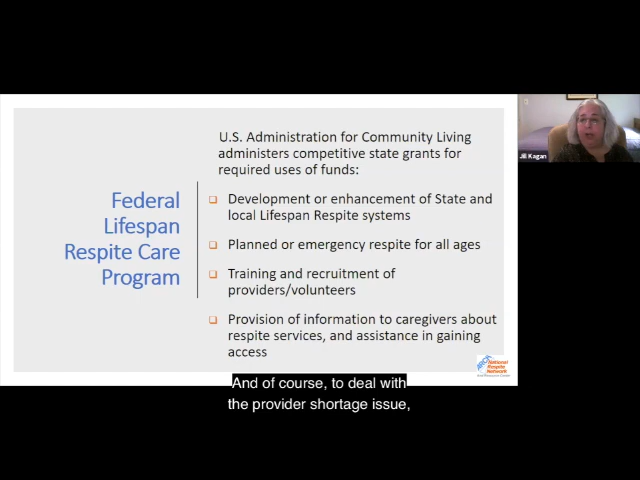 U.S. Administration for Community Living
administers competitive state grants for
required uses of funds:
Federal
Lifespan
Respite Care
Program
Development or enhancement of State and
local Lifespan Respite systems
Planned or emergency respite for all ages
Training and recruitment of
providers/volunteers
Provision of information to caregivers about
respite services, and assistance in gaining
access
Jill Kagan
ARCH
National
Respite
Network
And of course, to deal with
the provider shortage issue,